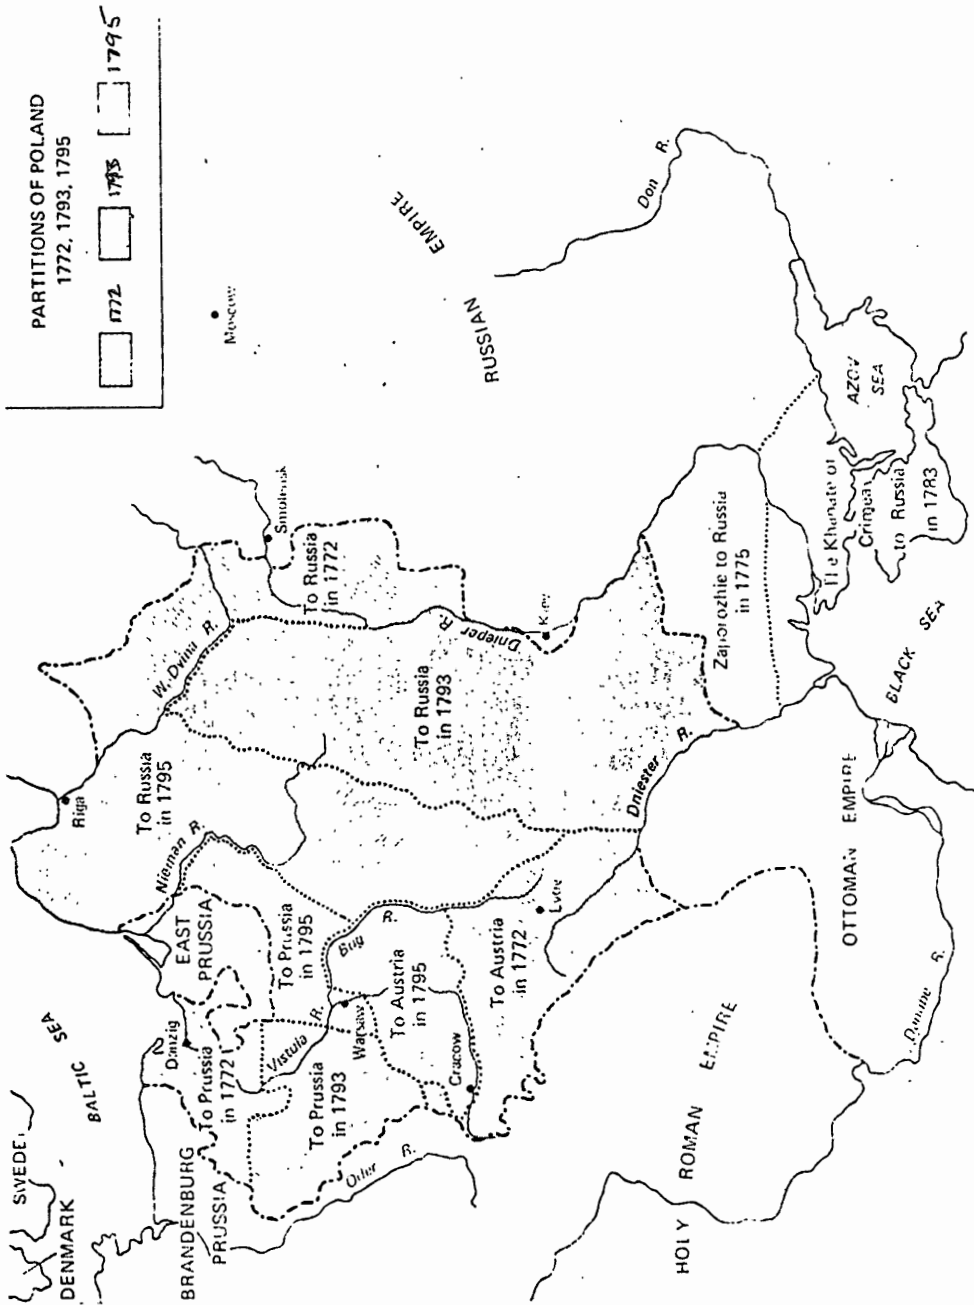 PARTITIONS OF POLAND
1772, 1793, 1795
1772
1793
1795
SWEDE
DENMARK
BALTIC
SEA
BRANDENBURG
PRUSSIA
Danzig
EAST
PRUSSIA
Riga
Nieman R.
W. Dvina R.
Smolensk
Moscow
To Prussia
in 1772
To Prussia
in 1793
To Prussia
in 1795
To Russia
in 1795
To Russia
in 1793
To Russia
in 1772
To Austria
in 1795
To Austria
in 1772
Vistula R.
Warsaw
Bug R.
Cracow
Lvov
Oder R.
Dnieper R.
Kiev
Dniester R.
RUSSIAN
EMPIRE
Don R.
Zaporozhie to Russia
in 1775
The Khanate of
Crimea
to Russia
in 1783
AZOV
SEA
BLACK
SEA
HOLY
ROMAN
EMPIRE
OTTOMAN EMPIRE
Danube R.